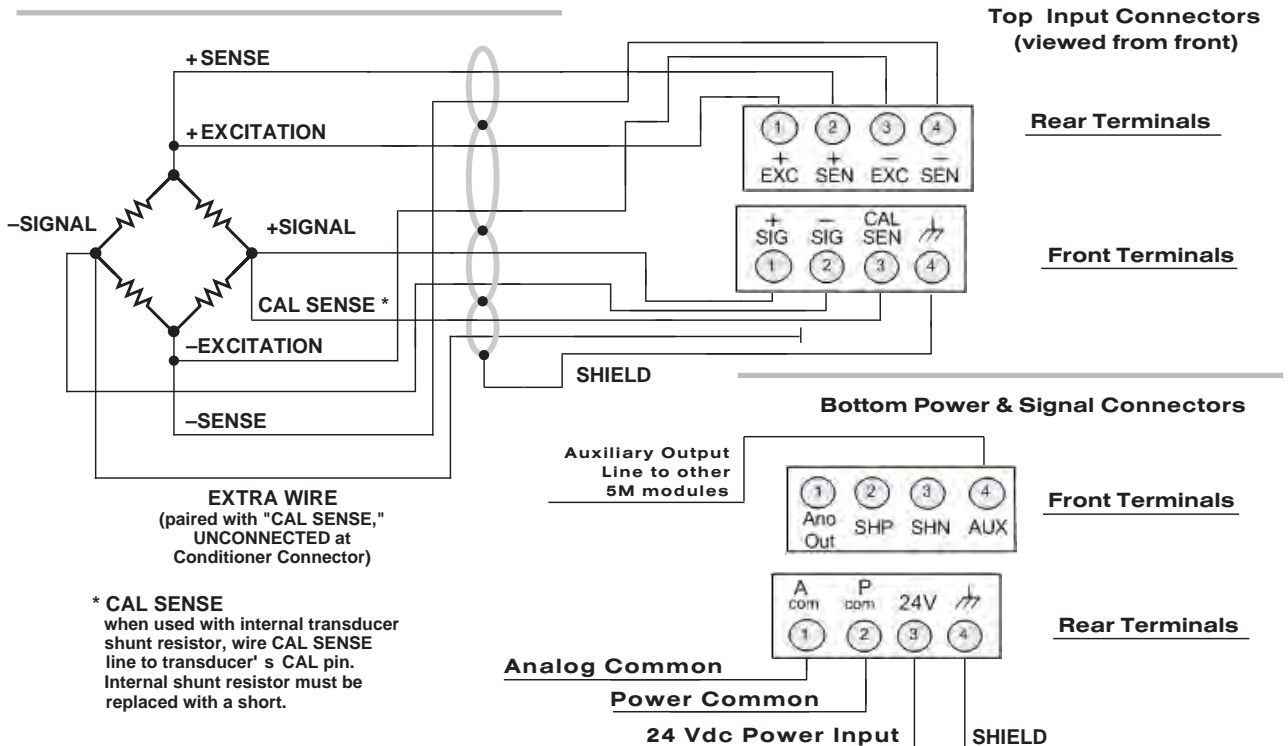 Top Input Connectors
(viewed from front)
+SENSE
+EXCITATION
–SIGNAL
+SIGNAL
CAL SENSE *
–EXCITATION
–SENSE
SHIELD
1 2 3 4
+ + – –
EXC SEN EXC SEN
Rear Terminals
+ – CAL
SIG SIG SEN
1 2 3 4
Front Terminals
EXTRA WIRE
(paired with "CAL SENSE,"
UNCONNECTED at
Conditioner Connector)
* CAL SENSE
when used with internal transducer
shunt resistor, wire CAL SENSE
line to transducer' s CAL pin.
Internal shunt resistor must be
replaced with a short.
Bottom Power & Signal Connectors
Auxiliary Output
Line to other
5M modules
1 2 3 4
Ano SHP SHN AUX
Out
Front Terminals
A P 24V
com com
1 2 3 4
Rear Terminals
Analog Common
Power Common
24 Vdc Power Input
SHIELD